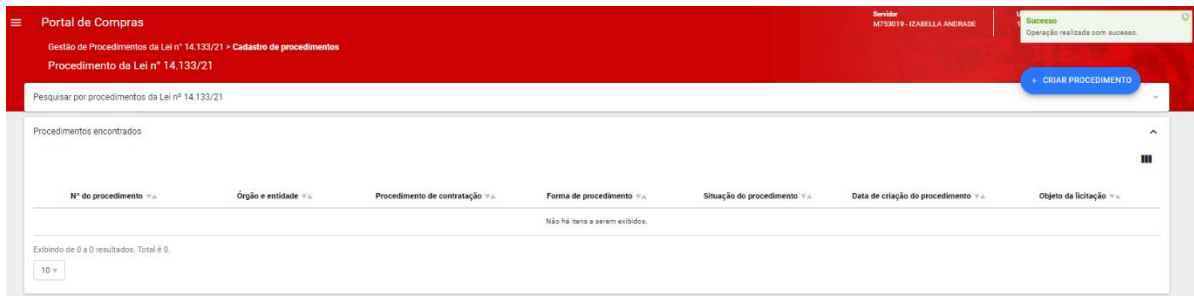 Portal de Compras
Servidor
M753019 - IZABELLA ANDRADE
Sucesso
Operação realizada com sucesso.
Gestão de Procedimentos da Lei n° 14.133/21 > Cadastro de procedimentos
Procedimento da Lei n° 14.133/21
+ CRIAR PROCEDIMENTO
Pesquisar por procedimentos da Lei nº 14.133/21
Procedimentos encontrados
N° do procedimento Órgão e entidade Procedimento de contratação Forma de procedimento Situação do procedimento Data de criação do procedimento Objeto da licitação
Não há itens a serem exibidos.
Exibindo de 0 a 0 resultados. Total é 0.
10